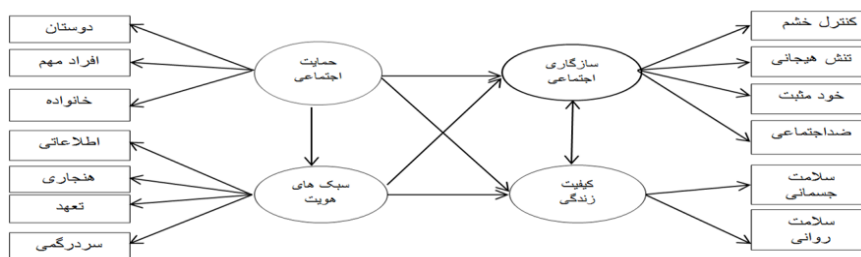 دوستان
افراد مهم
خانواده
اطلاعاتی
هنجاری
تعهد
سردرگمی
حمایت
اجتماعی
سبک های
هویت
سازگاری
اجتماعی
کیفیت
زندگی
کنترل خشم
تنش هیجانی
خود مثبت
ضداجتماعی
سلامت
جسمانی
سلامت
روانی